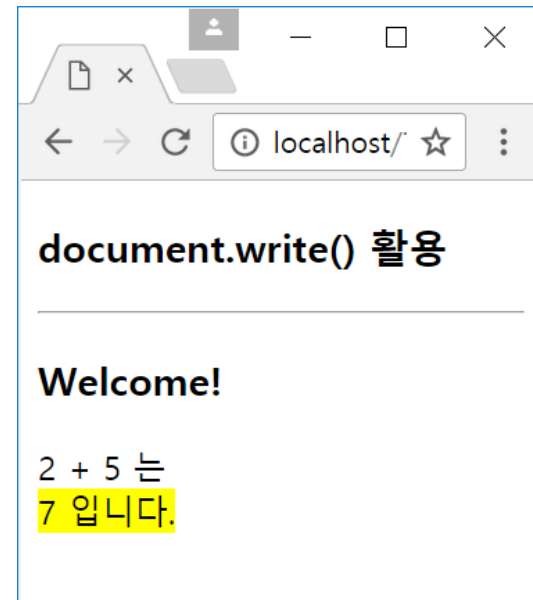 localhost/
document.write() 활용
Welcome!
2 + 5 는
7 입니다.